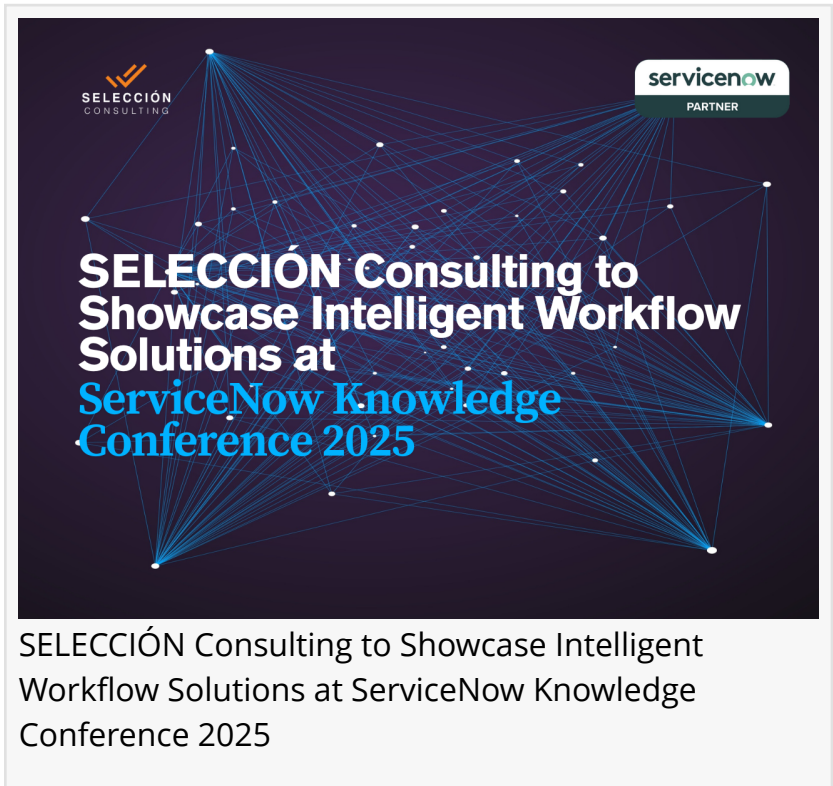 SELECCIÓN
CONSULTING
servicenow
PARTNER
SELECCIÓN Consulting to
Showcase Intelligent Workflow
Solutions at
ServiceNow Knowledge
Conference 2025
SELECCIÓN Consulting to Showcase Intelligent
Workflow Solutions at ServiceNow Knowledge
Conference 2025